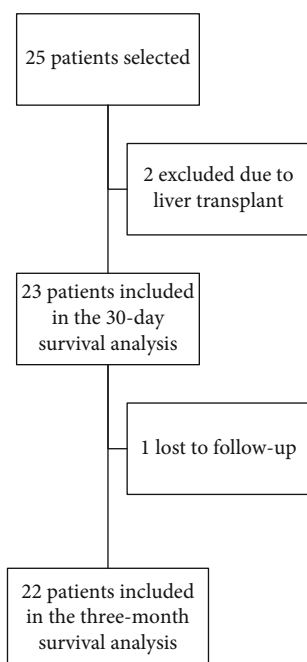 25 patients selected
2 excluded due to
liver transplant
23 patients included
in the 30-day
survival analysis
1 lost to follow-up
22 patients included
in the three-month
survival analysis